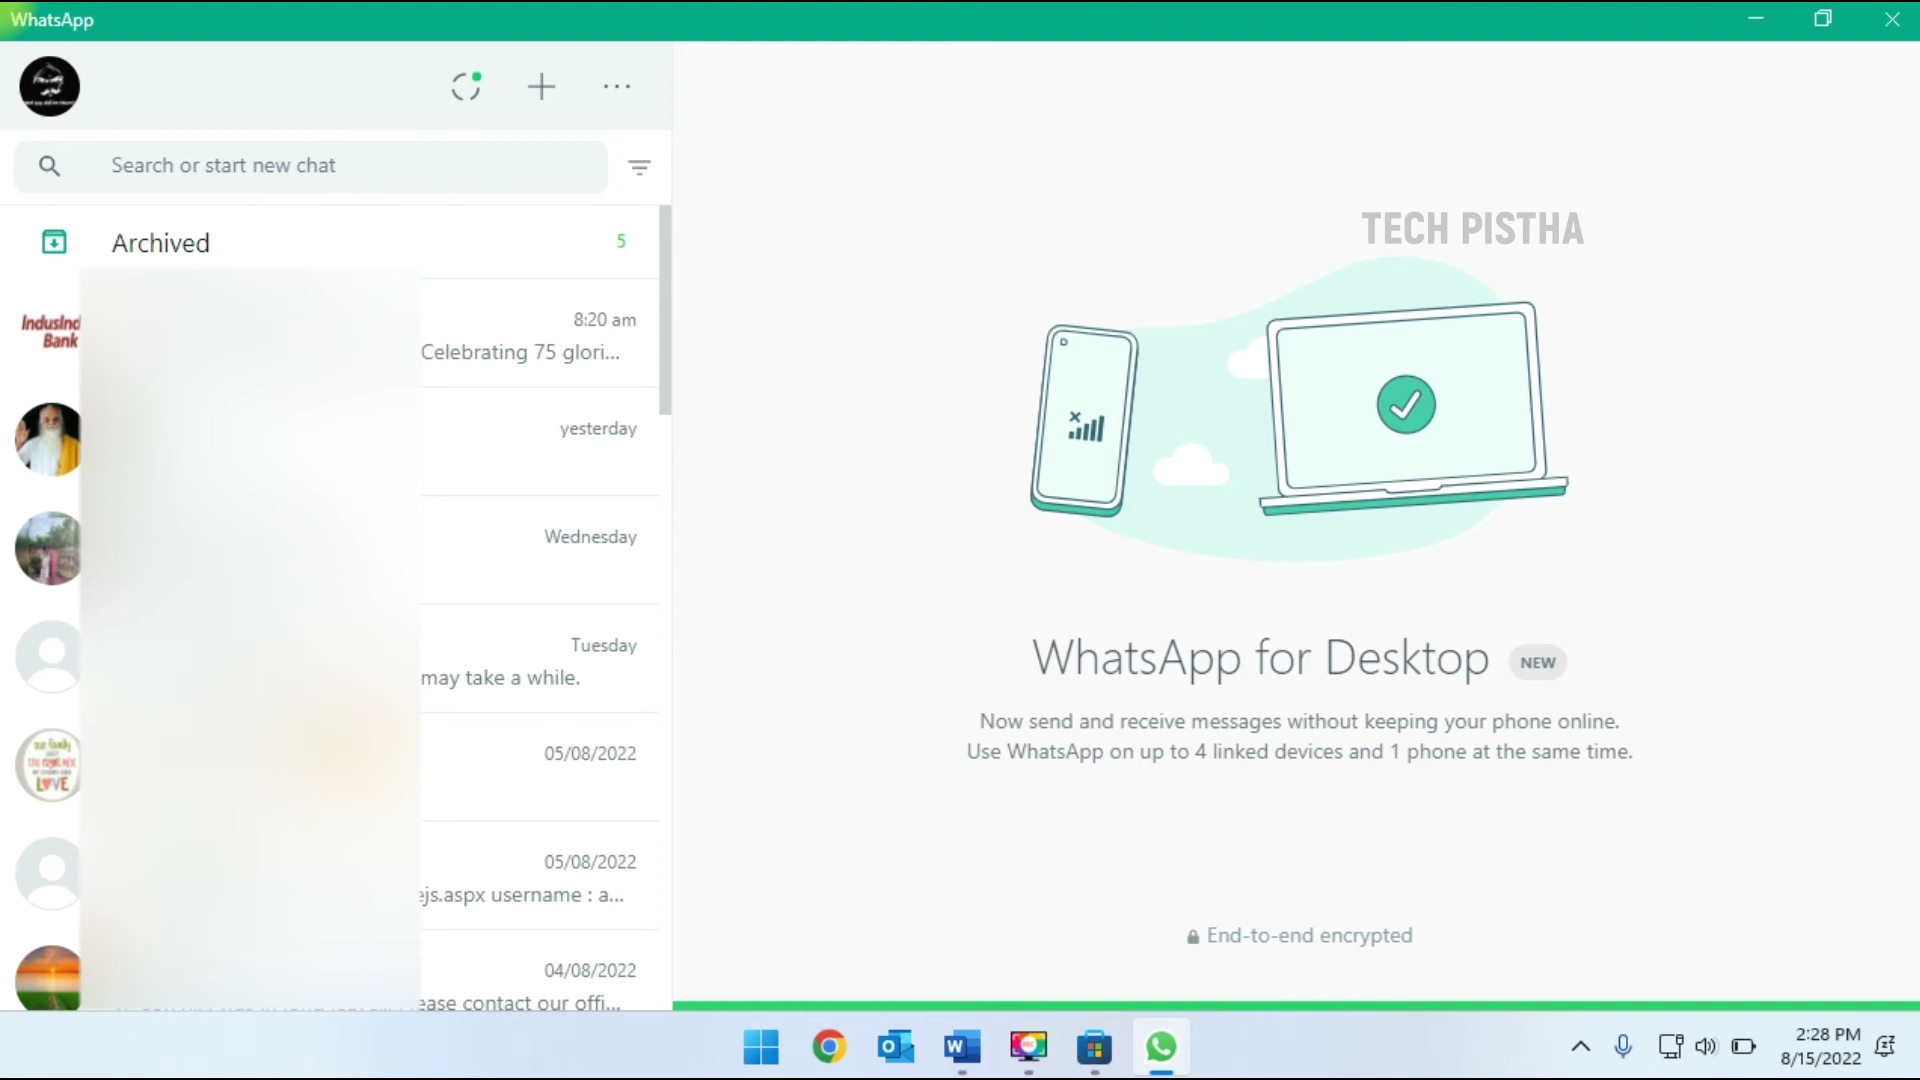 WhatsApp
Search or start new chat
Archived
5
IndusInd
Bank
8:20 am
Celebrating 75 glori...
yesterday
Wednesday
Tuesday
may take a while.
our family
LOVE
05/08/2022
05/08/2022
ejs.aspx username : a...
04/08/2022
ease contact our offi...
TECH PISTHA
WhatsApp for Desktop NEW
Now send and receive messages without keeping your phone online.
Use WhatsApp on up to 4 linked devices and 1 phone at the same time.
End-to-end encrypted
2:28 PM
8/15/2022